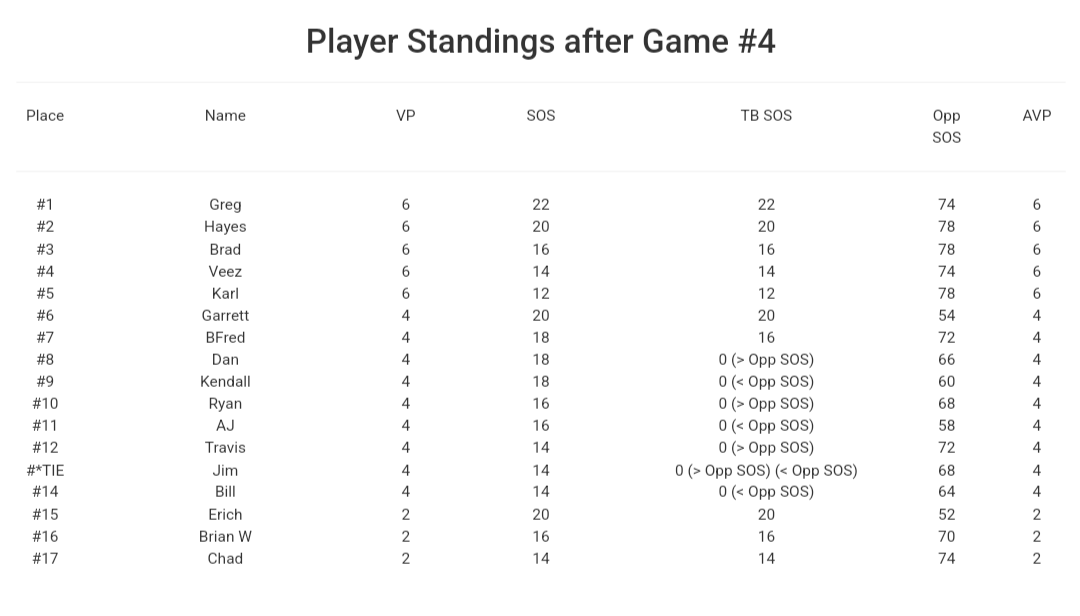 Player Standings after Game #4
Place Name VP SOS TB SOS Opp SOS AVP
#1 Greg 6 22 22 74 6
#2 Hayes 6 20 20 78 6
#3 Brad 6 16 16 78 6
#4 Veez 6 14 14 74 6
#5 Karl 6 12 12 78 6
#6 Garrett 4 20 20 54 4
#7 BFred 4 18 16 72 4
#8 Dan 4 18 0 (> Opp SOS) 66 4
#9 Kendall 4 18 0 (< Opp SOS) 60 4
#10 Ryan 4 16 0 (> Opp SOS) 68 4
#11 AJ 4 16 0 (< Opp SOS) 58 4
#12 Travis 4 14 0 (> Opp SOS) 72 4
#*TIE Jim 4 14 0 (> Opp SOS) (< Opp SOS) 68 4
#14 Bill 4 14 0 (< Opp SOS) 64 4
#15 Erich 2 20 20 52 2
#16 Brian W 2 16 16 70 2
#17 Chad 2 14 14 74 2